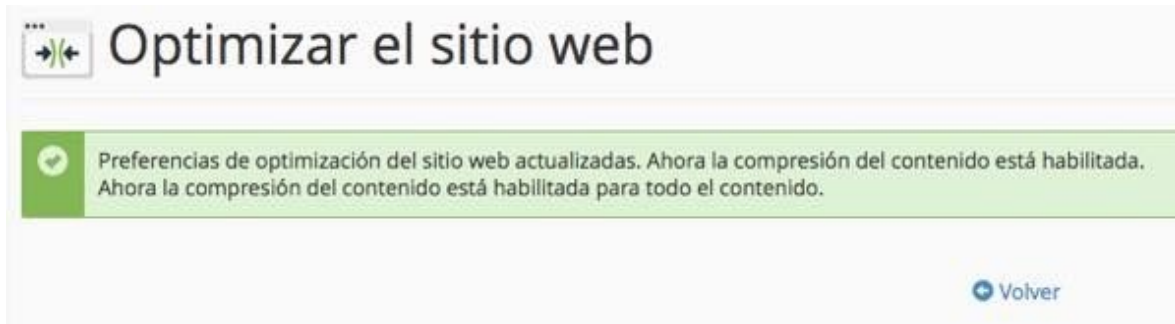 Optimizar el sitio web
Preferencias de optimización del sitio web actualizadas. Ahora la compresión del contenido está habilitada.
Ahora la compresión del contenido está habilitada para todo el contenido.
Volver